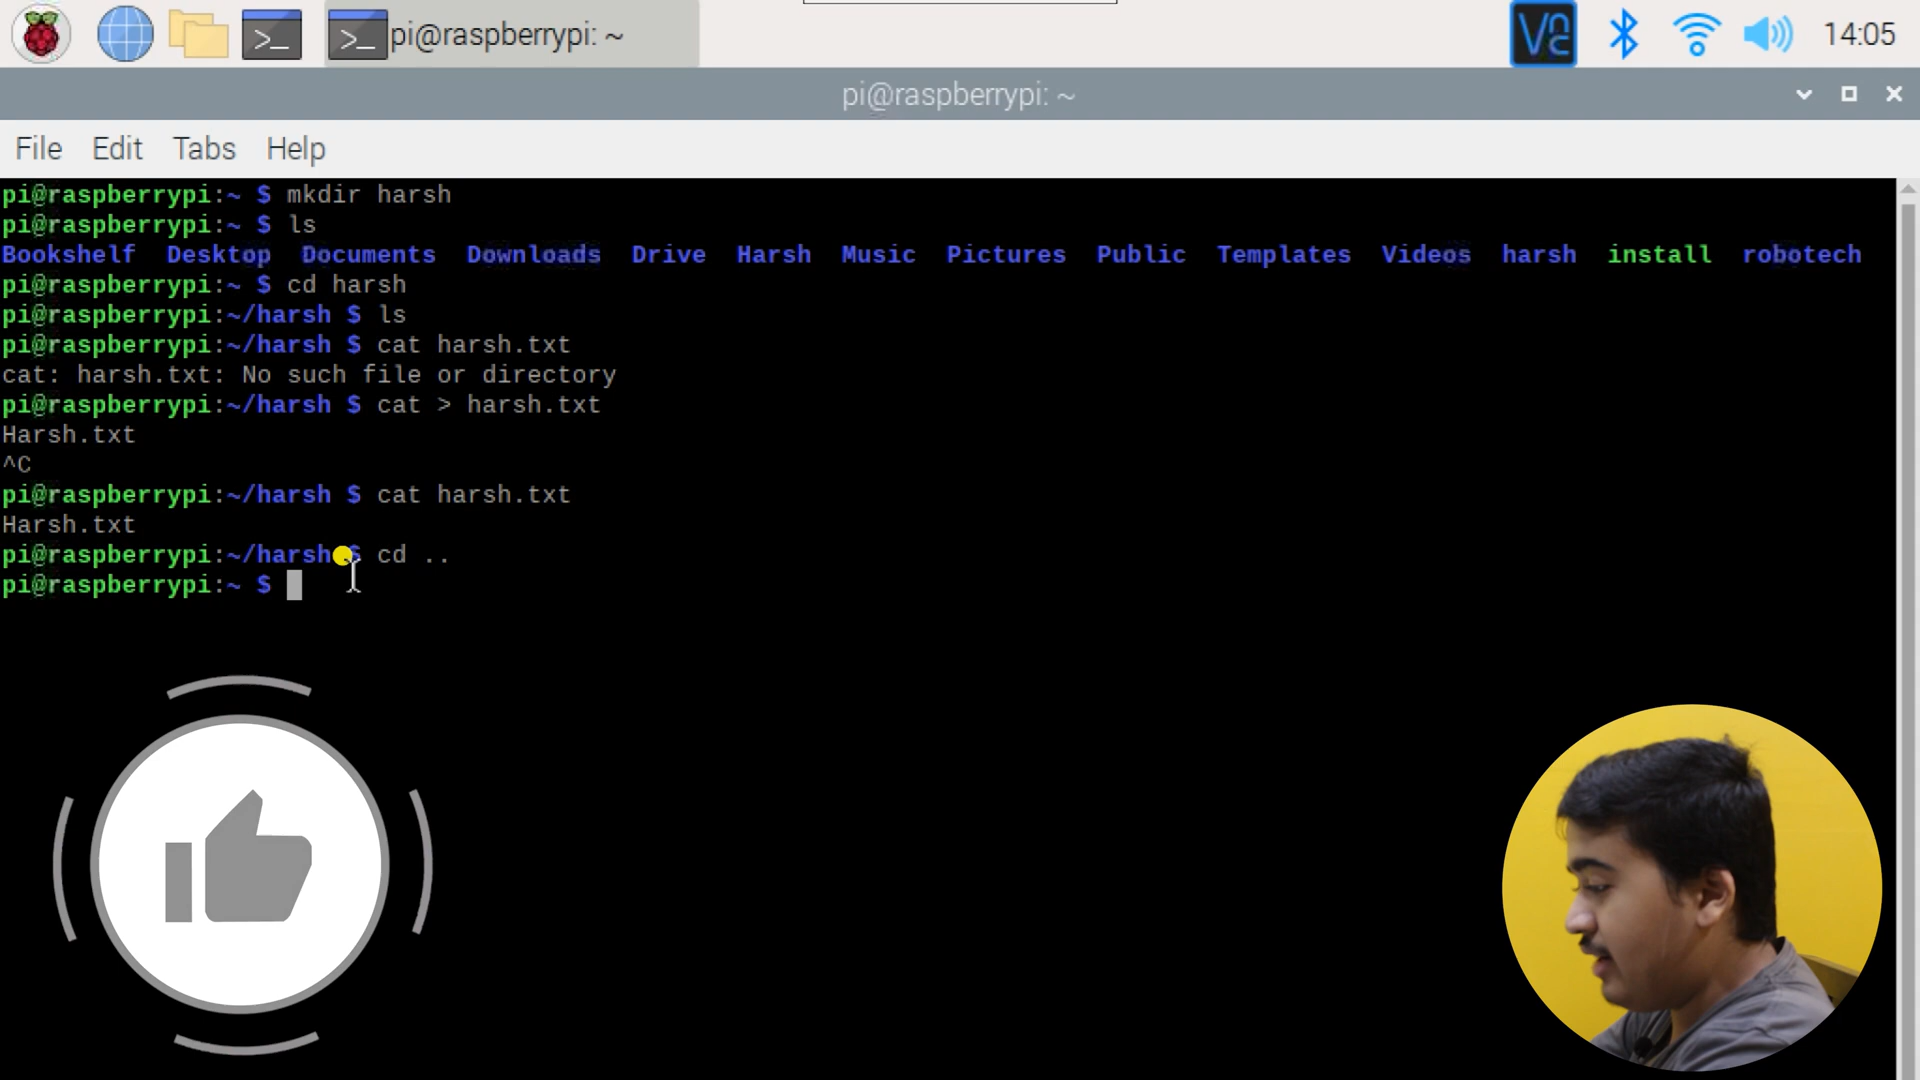 >_ >_ pi@raspberrypi: ~ Vnc 14:05
pi@raspberrypi: ~
File Edit Tabs Help
pi@raspberrypi:~ $ mkdir harsh
pi@raspberrypi:~ $ ls
Bookshelf Desktop Documents Downloads Drive Harsh Music Pictures Public Templates Videos harsh install robotech
pi@raspberrypi:~ $ cd harsh
pi@raspberrypi:~/harsh $ ls
pi@raspberrypi:~/harsh $ cat harsh.txt
cat: harsh.txt: No such file or directory
pi@raspberrypi:~/harsh $ cat > harsh.txt
Harsh.txt
^C
pi@raspberrypi:~/harsh $ cat harsh.txt
Harsh.txt
pi@raspberrypi:~/harsh $ cd ..
pi@raspberrypi:~ $